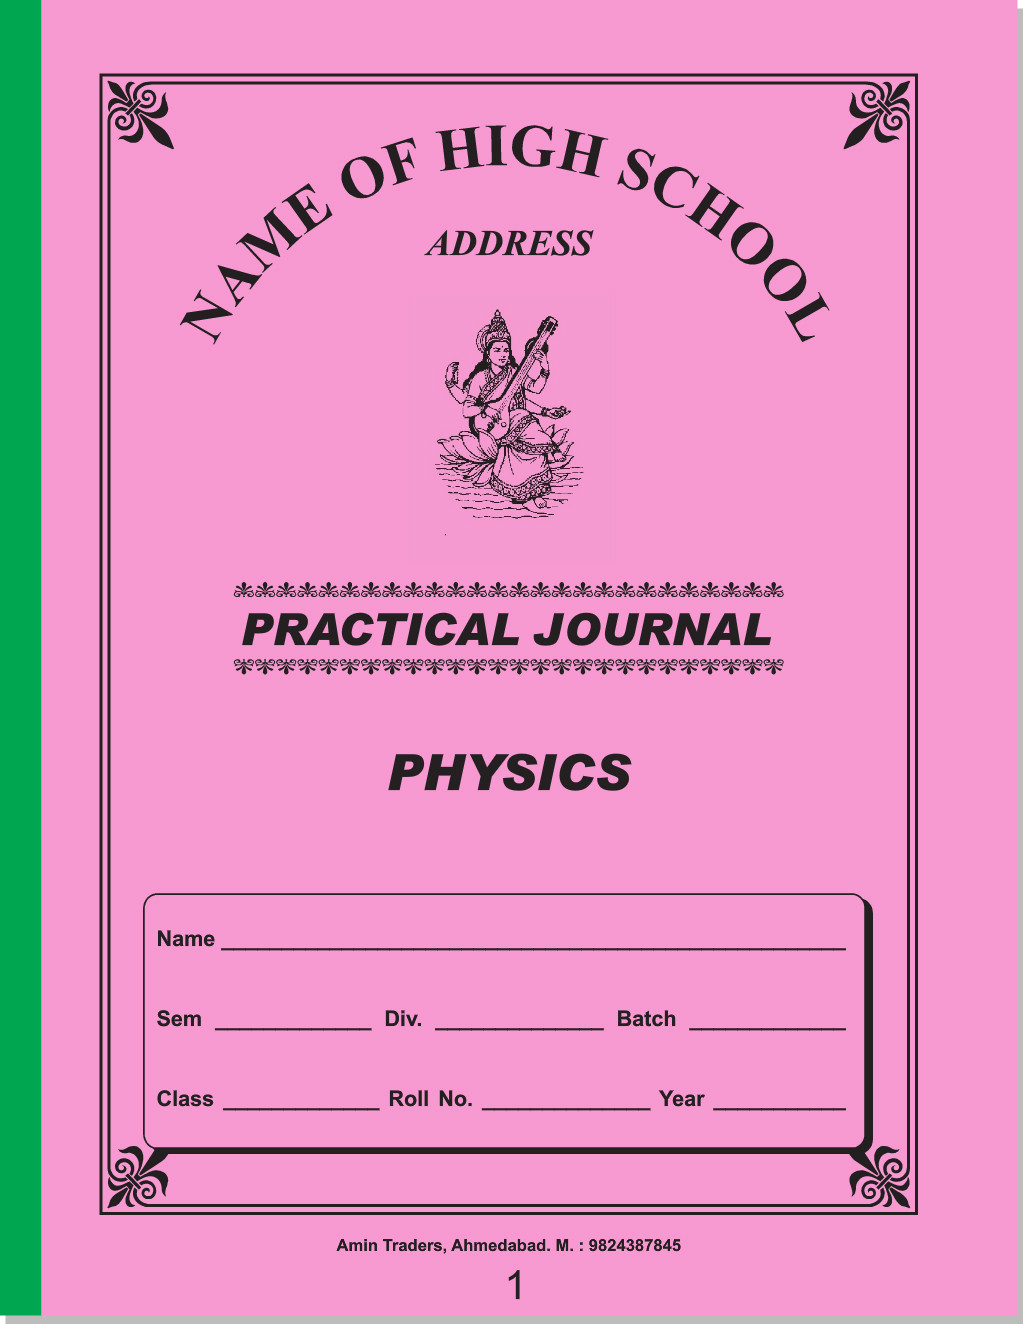 NAME OF HIGH SCHOOL
ADDRESS
PRACTICAL JOURNAL
PHYSICS
Name
Sem Div. Batch
Class Roll No. Year
Amin Traders, Ahmedabad. M. : 9824387845
1